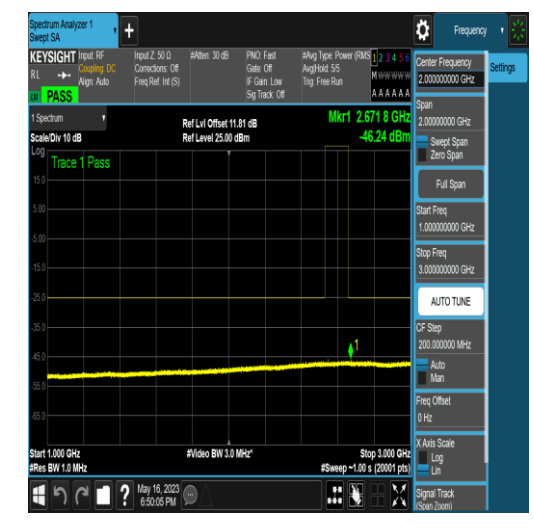 Spectrum Analyzer 1
Swept SA
+
Frequency
KEYSIGHT
RL
PASS
Input: RF
Coupling: DC
Align: Auto
Input Z: 50 Ω
Corrections: Off
Freq Ref: Int (S)
#Atten: 30 dB
PNO: Fast
Gate: Off
IF Gain: Low
Sig Track: Off
#Avg Type: Power (RMS
Avg|Hold: 5/5
Trig: Free Run
1 2 3 4 5 6
M W W W W W
A A A A A A
Settings
Center Frequency
2.000000000 GHz
Span
2.00000000 GHz
Swept Span
Zero Span
Full Span
Start Freq
1.000000000 GHz
Stop Freq
3.000000000 GHz
AUTO TUNE
CF Step
200.000000 MHz
Auto
Man
Freq Offset
0 Hz
X Axis Scale
Log
Lin
Signal Track
(Span Zoom)
1 Spectrum
Scale/Div 10 dB
Ref Lvl Offset 11.81 dB
Ref Level 25.00 dBm
Mkr1 2.671 8 GHz
-46.24 dBm
Log
Trace 1 Pass
15.0
5.00
-5.00
-15.0
-25.0
-35.0
-45.0
-55.0
-65.0
1
Start 1.000 GHz
#Res BW 1.0 MHz
#Video BW 3.0 MHz*
Stop 3.000 GHz
#Sweep ~1.00 s (20001 pts)
?
May 16, 2023
6:50:05 PM